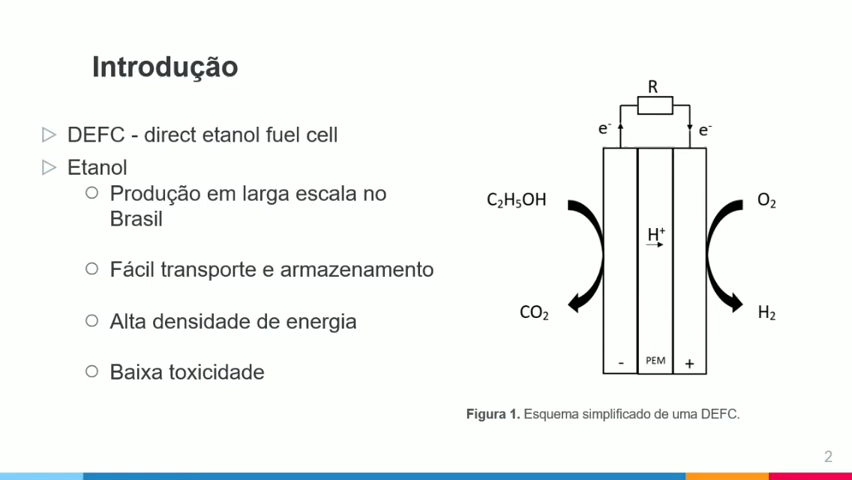 Introdução
DEFC - direct etanol fuel cell
Etanol
Produção em larga escala no
Brasil
Fácil transporte e armazenamento
Alta densidade de energia
Baixa toxicidade
R
e⁻ e⁻
C₂H₅OH O₂
H⁺
CO₂ H₂
- PEM +
Figura 1. Esquema simplificado de uma DEFC.
2